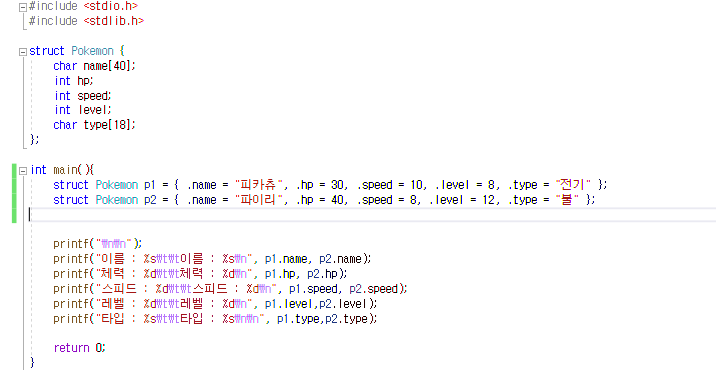 #include <stdio.h>
#include <stdlib.h>
struct Pokemon {
char name[40];
int hp;
int speed;
int level;
char type[18];
};
int main(){
struct Pokemon p1 = { .name = "피카츄", .hp = 30, .speed = 10, .level = 8, .type = "전기" };
struct Pokemon p2 = { .name = "파이리", .hp = 40, .speed = 8, .level = 12, .type = "불" };
printf("₩n₩n");
printf("이름 : %s₩t₩t이름 : %s₩n", p1.name, p2.name);
printf("체력 : %d₩t₩t체력 : %d₩n", p1.hp, p2.hp);
printf("스피드 : %d₩t₩t스피드 : %d₩n", p1.speed, p2.speed);
printf("레벨 : %d₩t₩t레벨 : %d₩n", p1.level,p2.level);
printf("타입 : %s₩t₩t타입 : %s₩n₩n", p1.type,p2.type);
return 0;
}